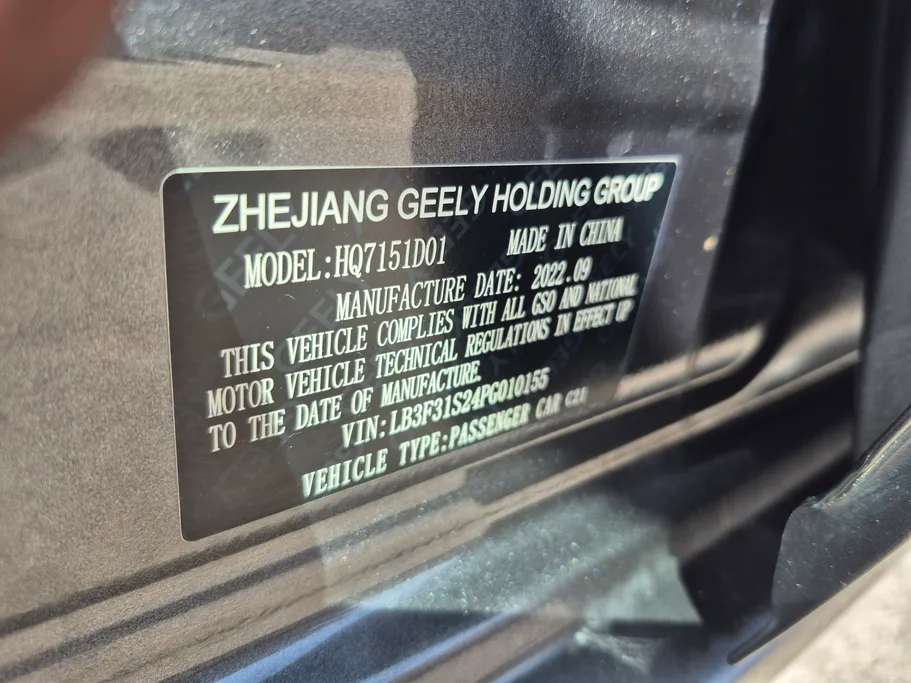 ZHEJIANG GEELY HOLDING GROUP
MODEL:HQ7151D01 MADE IN CHINA
MANUFACTURE DATE: 2022.09
THIS VEHICLE COMPLIES WITH ALL GSO AND NATIONAL
MOTOR VEHICLE TECHNICAL REGULATIONS IN EFFECT UP
TO THE DATE OF MANUFACTURE.
VIN:LB3F31S24PG010155
VEHICLE TYPE:PASSENGER CAR